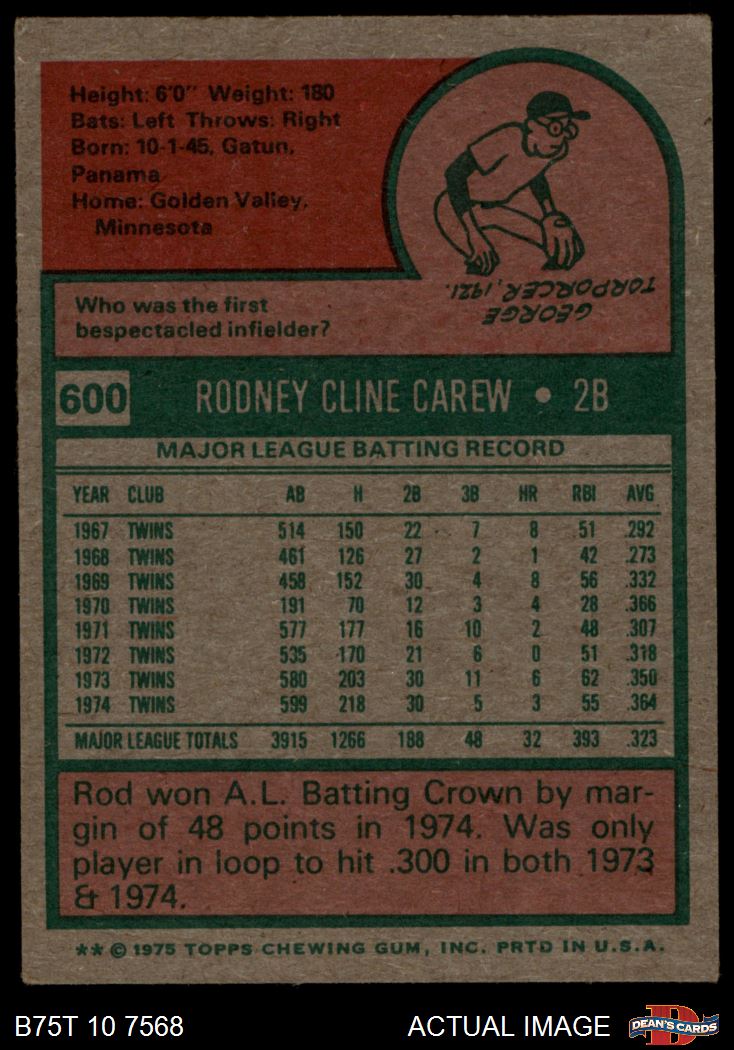 Height: 6'0" Weight: 180
Bats: Left Throws: Right
Born: 10-1-45, Gatun,
Panama
Home: Golden Valley,
Minnesota
Who was the first
bespectacled infielder?
GEORGE
TORPORCER, 1921.
600 RODNEY CLINE CAREW • 2B
MAJOR LEAGUE BATTING RECORD
YEAR CLUB AB H 2B 3B HR RBI AVG
1967 TWINS 514 150 22 7 8 51 .292
1968 TWINS 461 126 27 2 1 42 .273
1969 TWINS 458 152 30 4 8 56 .332
1970 TWINS 191 70 12 3 4 28 .366
1971 TWINS 577 177 16 10 2 48 .307
1972 TWINS 535 170 21 6 0 51 .318
1973 TWINS 580 203 30 11 6 62 .350
1974 TWINS 599 218 30 5 3 55 .364
MAJOR LEAGUE TOTALS 3915 1266 188 48 32 393 .323
Rod won A.L. Batting Crown by mar-
gin of 48 points in 1974. Was only
player in loop to hit .300 in both 1973
& 1974.
** © 1975 TOPPS CHEWING GUM, INC. PRTD IN U.S.A.
B75T 10 7568 ACTUAL IMAGE DEAN'S CARDS